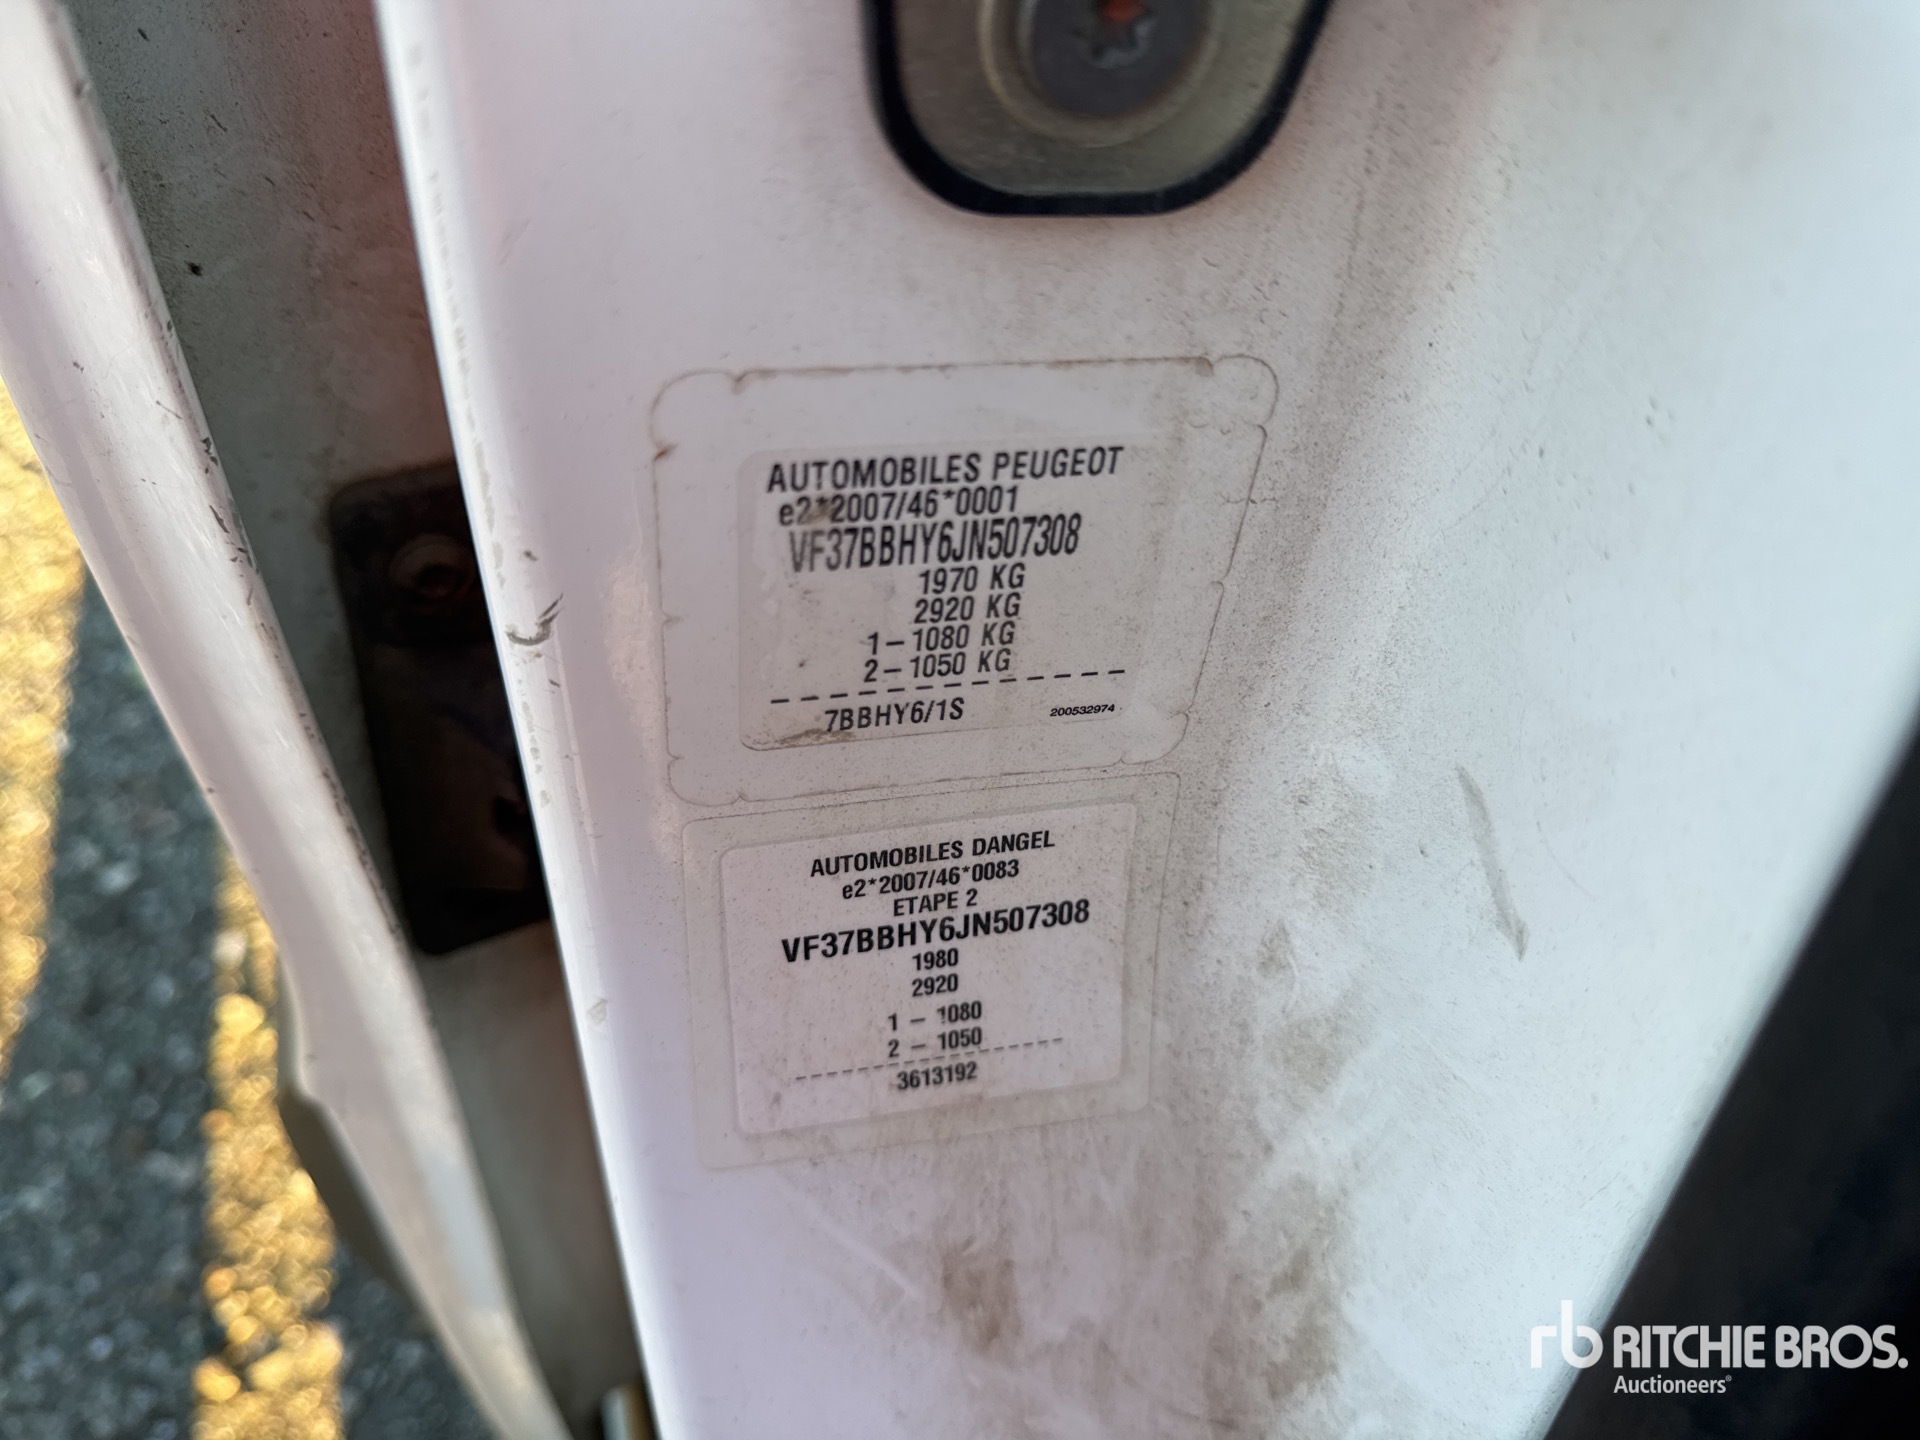 AUTOMOBILES PEUGEOT
e2*2007/46*0001
VF37BBHY6JN507308
1970 KG
2920 KG
1 – 1080 KG
2 – 1050 KG
7BBHY6/1S 200532974
AUTOMOBILES DANGEL
e2*2007/46*0083
ETAPE 2
VF37BBHY6JN507308
1980
2920
1 – 1080
2 – 1050
3613192
rb RITCHIE BROS.
Auctioneers®